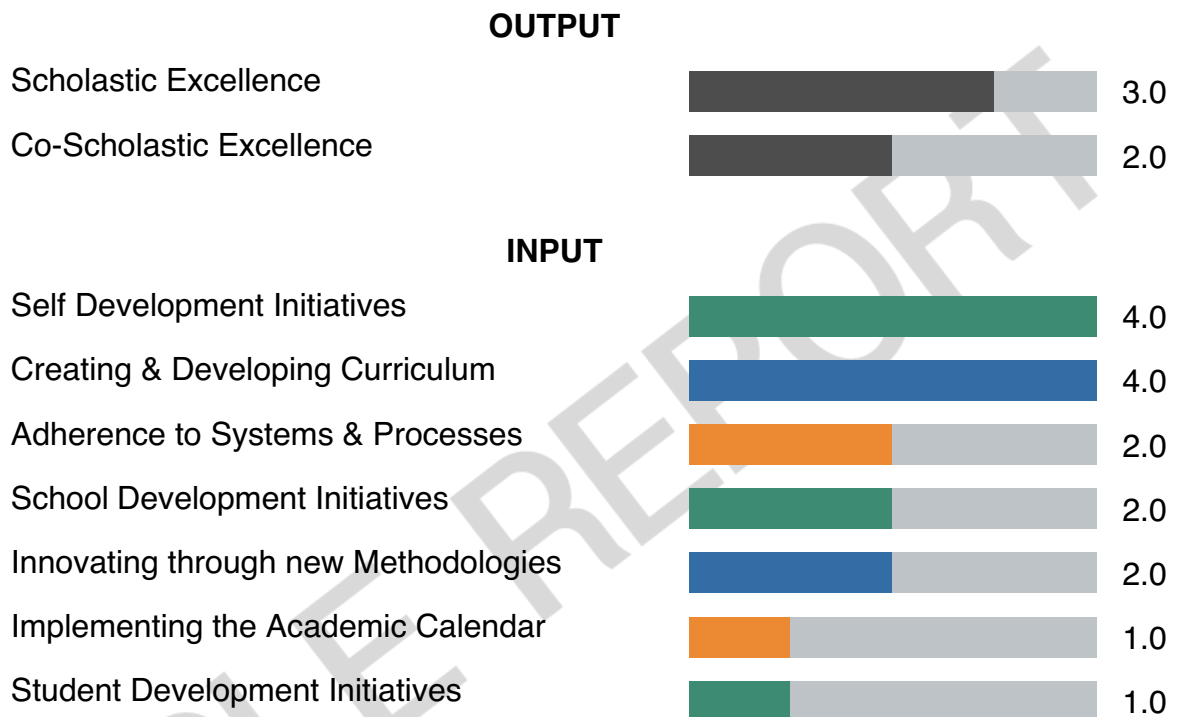 OUTPUT
Scholastic Excellence 3.0
Co-Scholastic Excellence 2.0
INPUT
Self Development Initiatives 4.0
Creating & Developing Curriculum 4.0
Adherence to Systems & Processes 2.0
School Development Initiatives 2.0
Innovating through new Methodologies 2.0
Implementing the Academic Calendar 1.0
Student Development Initiatives 1.0
LE REPORT